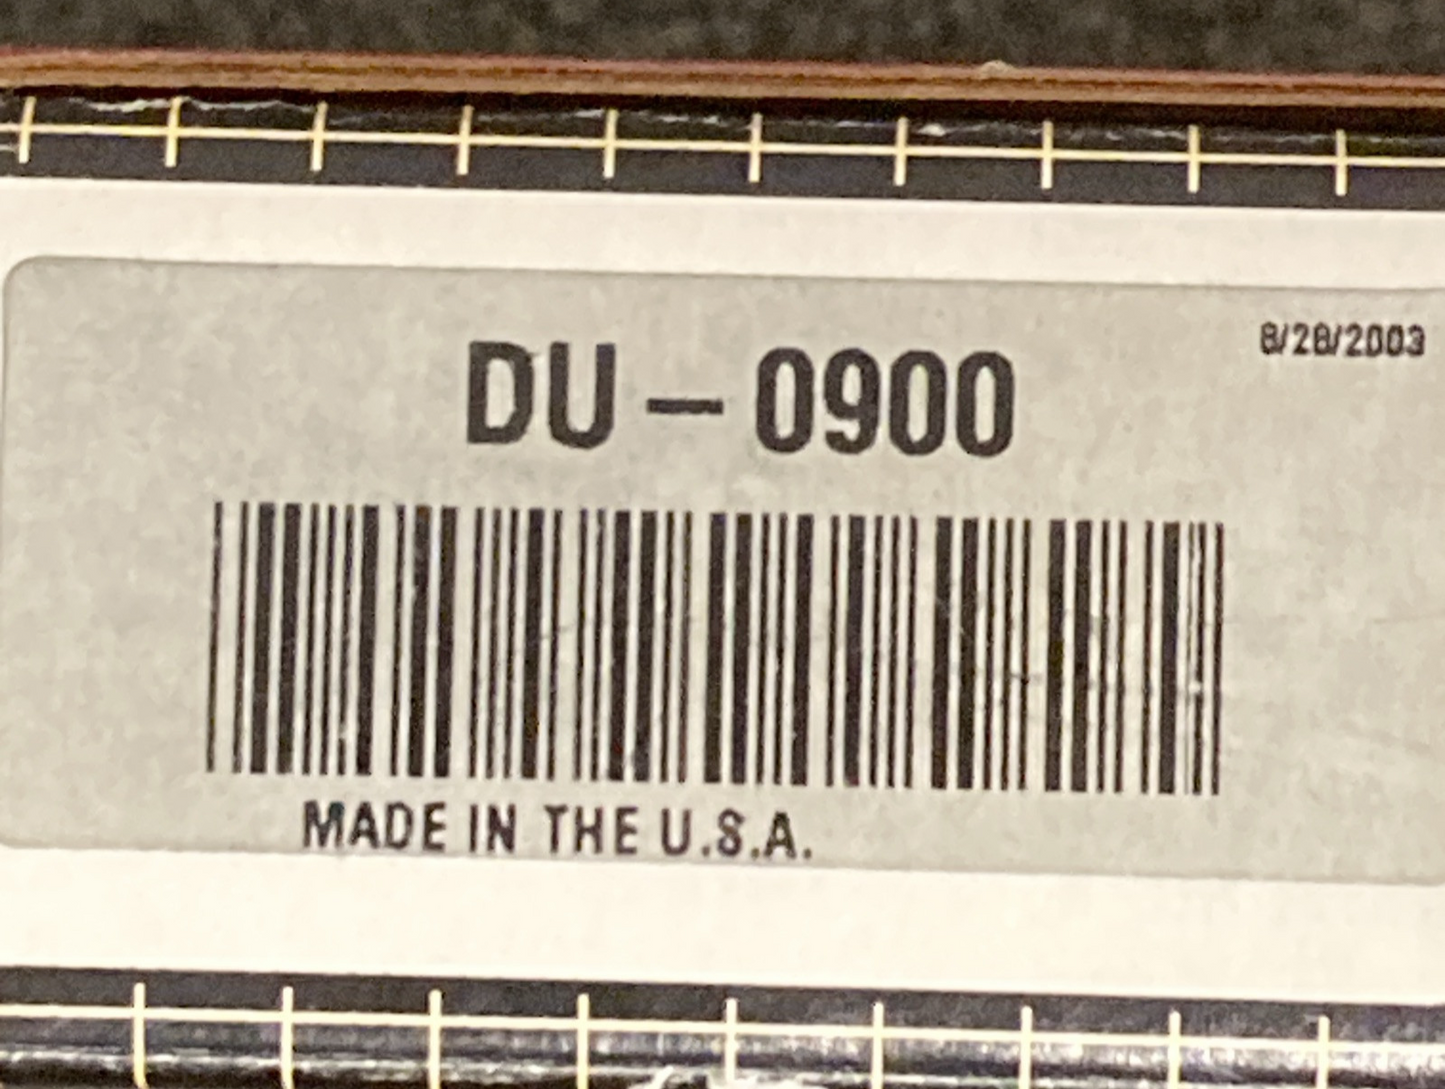 8/28/2003
DU – 0900
MADE IN THE U.S.A.